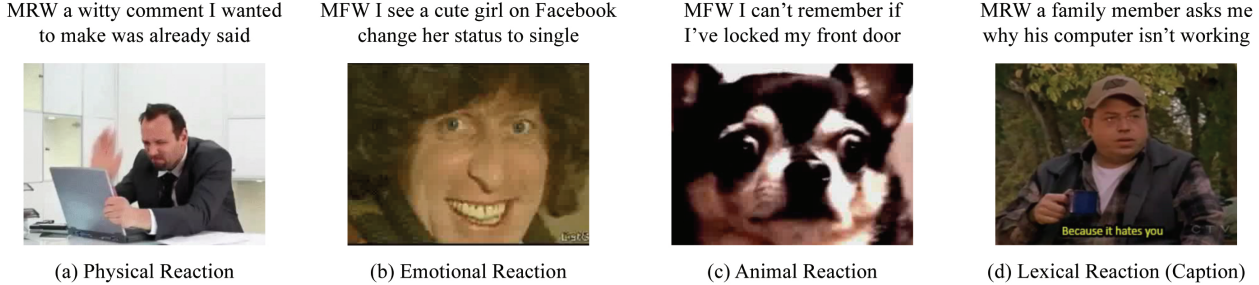 MRW a witty comment I wanted
to make was already said
MFW I see a cute girl on Facebook
change her status to single
MFW I can’t remember if
I’ve locked my front door
MRW a family member asks me
why his computer isn’t working
Because it hates you
CTV
(a) Physical Reaction
(b) Emotional Reaction
(c) Animal Reaction
(d) Lexical Reaction (Caption)